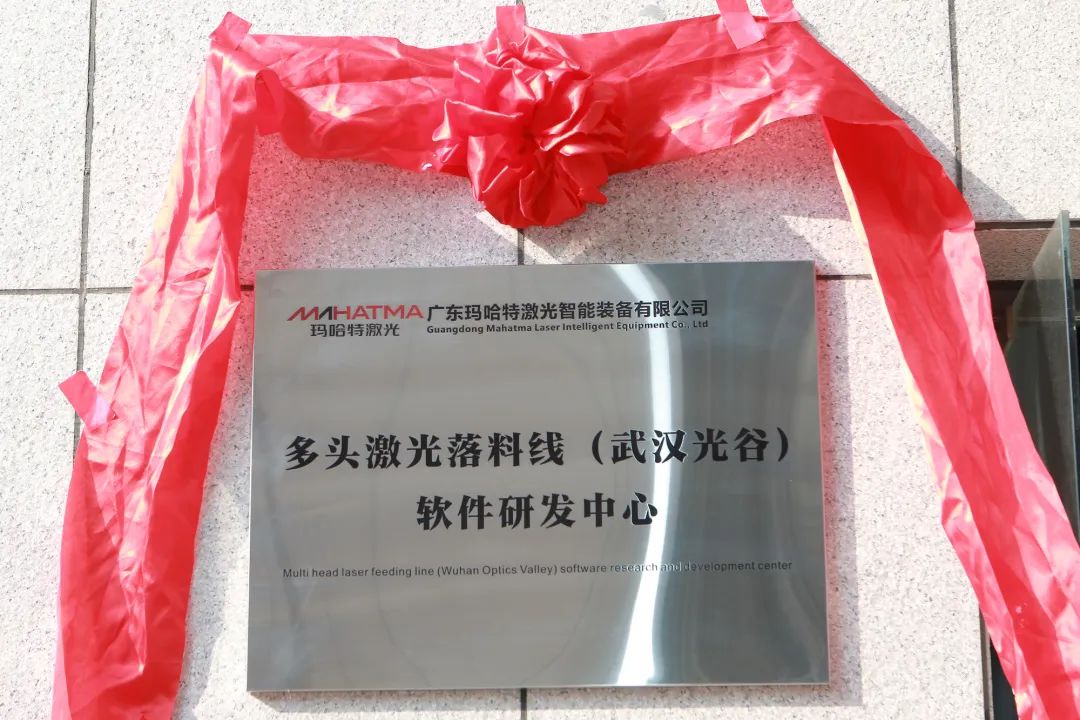 MAHATMA 广东玛哈特激光智能装备有限公司
玛哈特激光 Guangdong Mahatma Laser Intelligent Equipment Co., Ltd
多头激光落料线（武汉光谷）
软件研发中心
Multi head laser feeding line (Wuhan Optics Valley) software research and development center